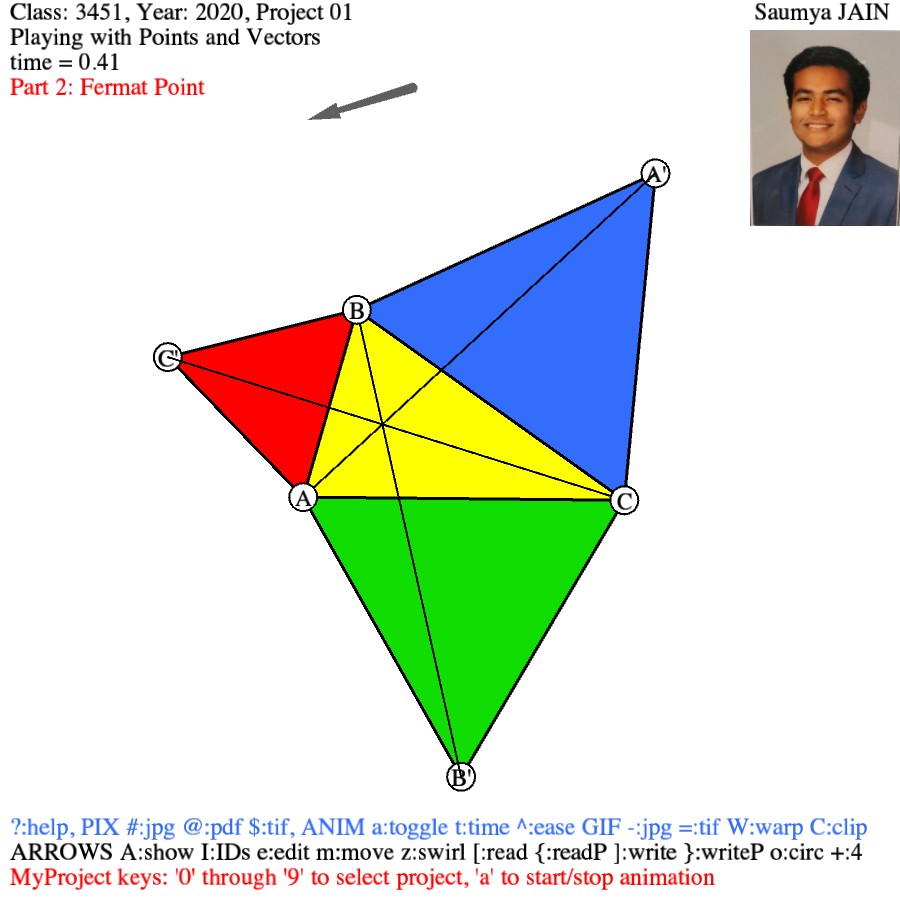 Class: 3451, Year: 2020, Project 01
Saumya JAIN
Playing with Points and Vectors
time = 0.41
Part 2: Fermat Point
A'
B
C'
A
C
B'
?:help, PIX #:jpg @:pdf $:tif, ANIM a:toggle t:time ^:ease GIF -:jpg =:tif W:warp C:clip
ARROWS A:show I:IDs e:edit m:move z:swirl [:read {:readP ]:write }:writeP o:circ +:4
MyProject keys: '0' through '9' to select project, 'a' to start/stop animation